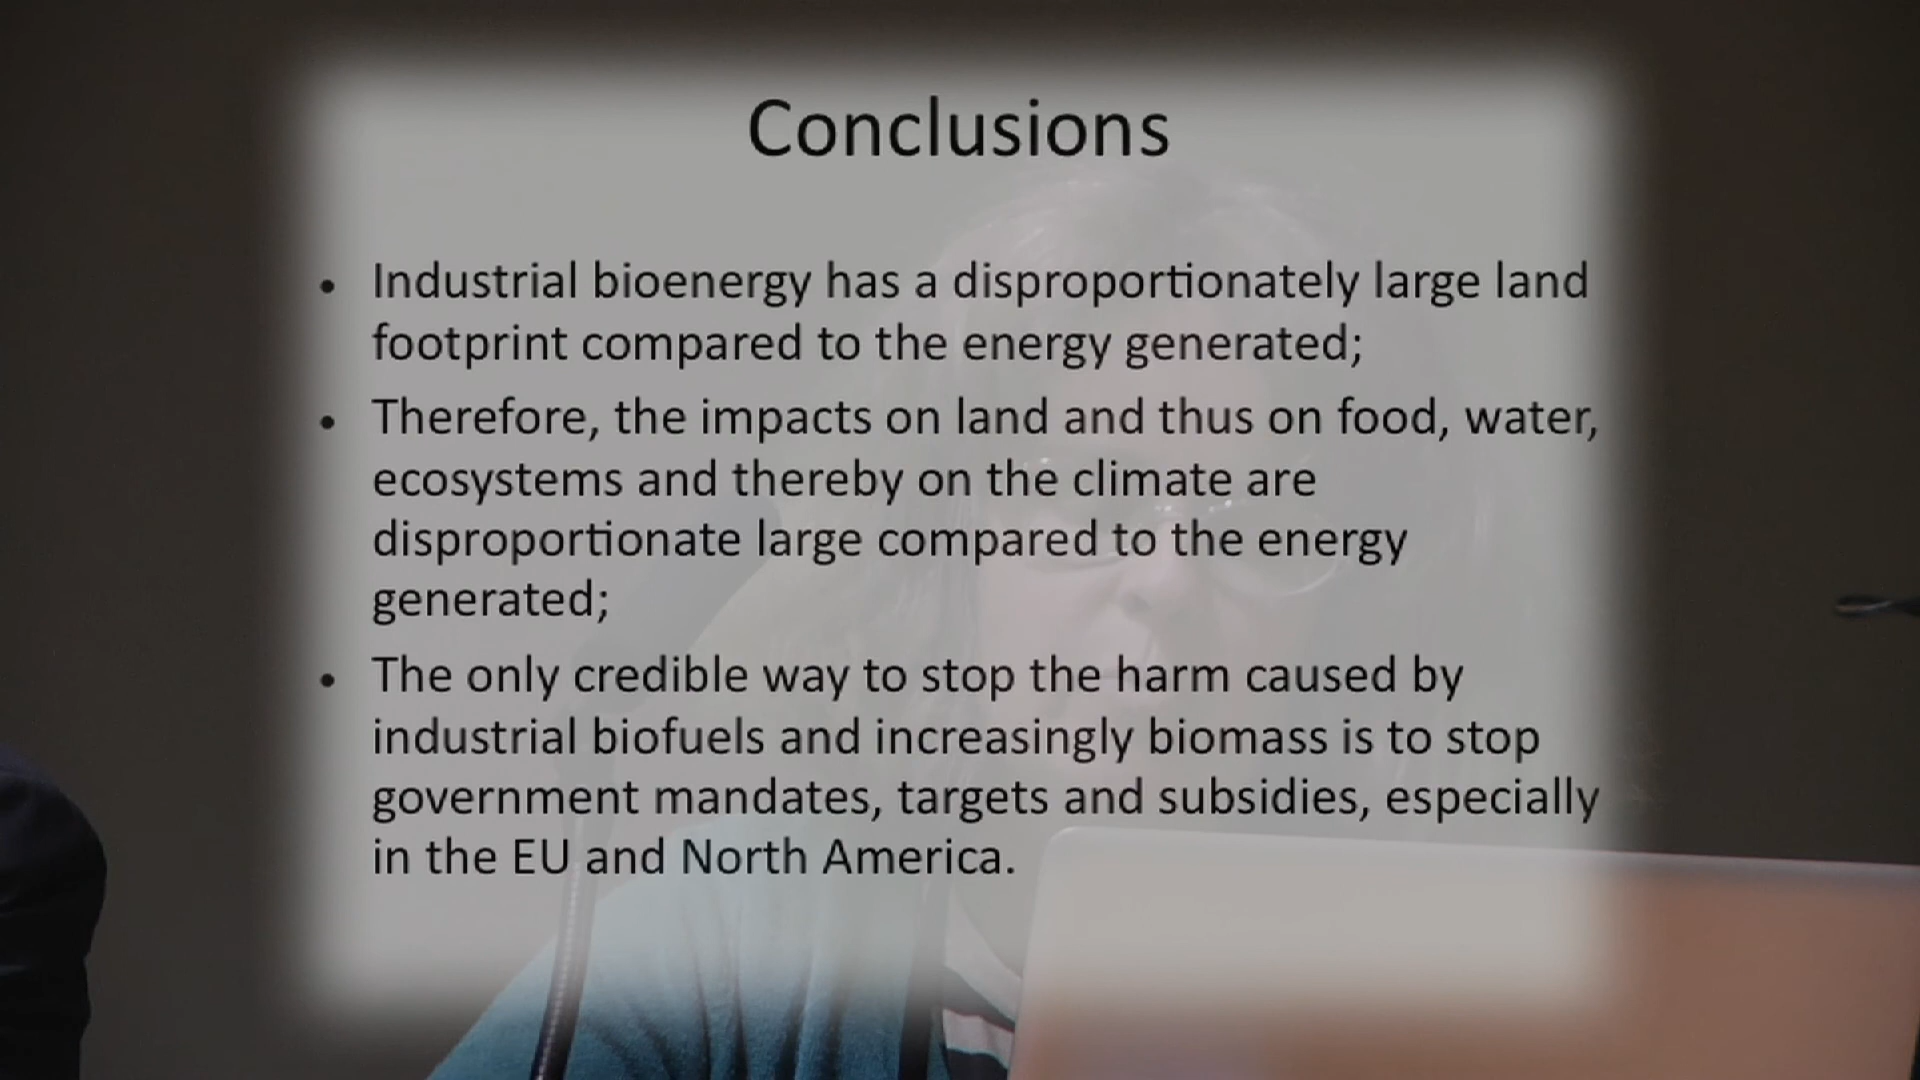 Conclusions
• Industrial bioenergy has a disproportionately large land
footprint compared to the energy generated;
• Therefore, the impacts on land and thus on food, water,
ecosystems and thereby on the climate are
disproportionate large compared to the energy
generated;
• The only credible way to stop the harm caused by
industrial biofuels and increasingly biomass is to stop
government mandates, targets and subsidies, especially
in the EU and North America.